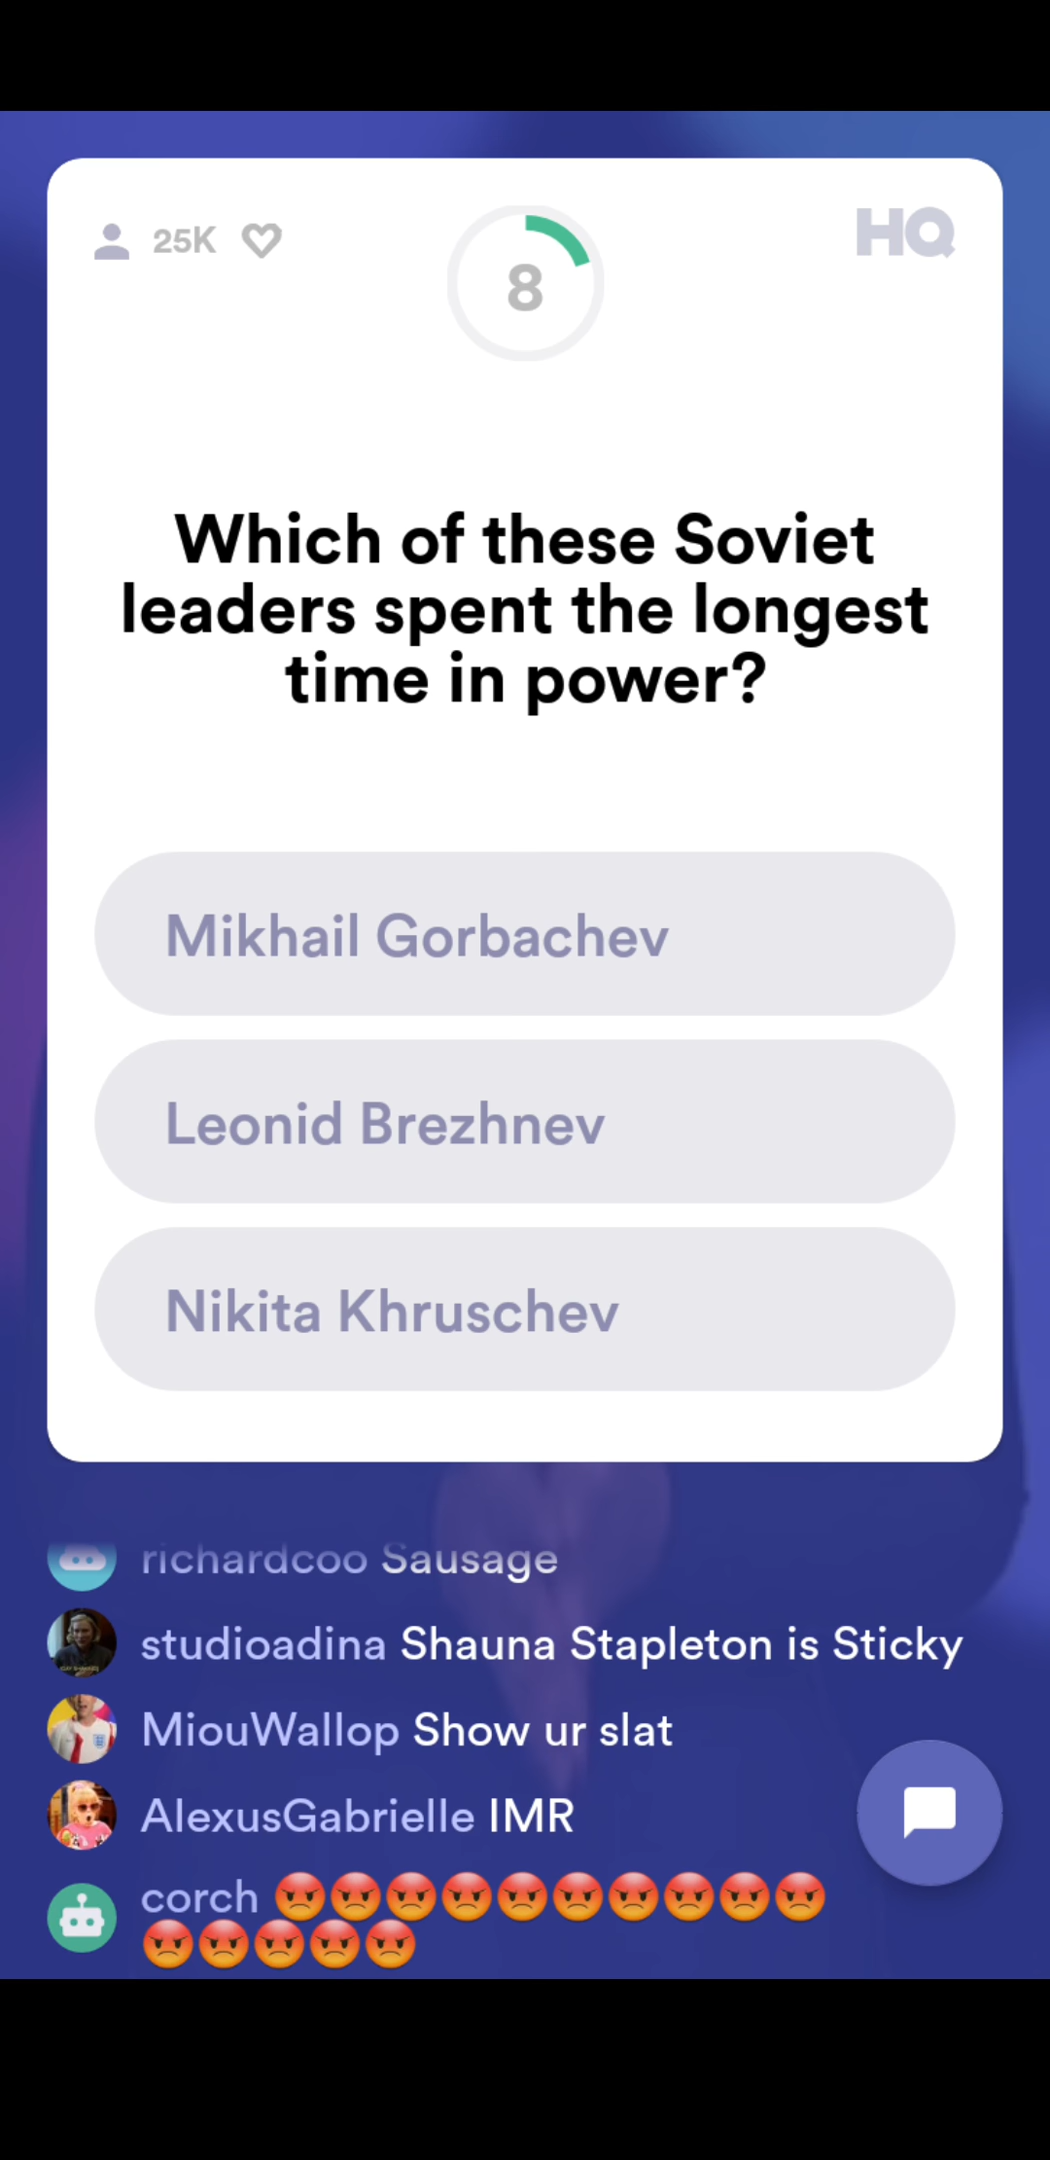 25K
8
HQ
Which of these Soviet
leaders spent the longest
time in power?
Mikhail Gorbachev
Leonid Brezhnev
Nikita Khruschev
richardcoo Sausage
studioadina Shauna Stapleton is Sticky
MiouWallop Show ur slat
AlexusGabrielle IMR
corch 😡😡😡😡😡😡😡😡😡😡
😡😡😡😡😡